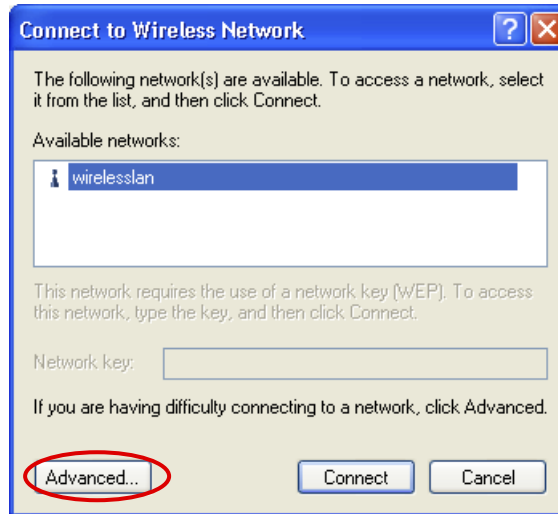 Connect to Wireless Network
The following network(s) are available. To access a network, select
it from the list, and then click Connect.
Available networks:
wirelesslan
This network requires the use of a network key (WEP). To access
this network, type the key, and then click Connect.
Network key:
If you are having difficulty connecting to a network, click Advanced.
Advanced... Connect Cancel